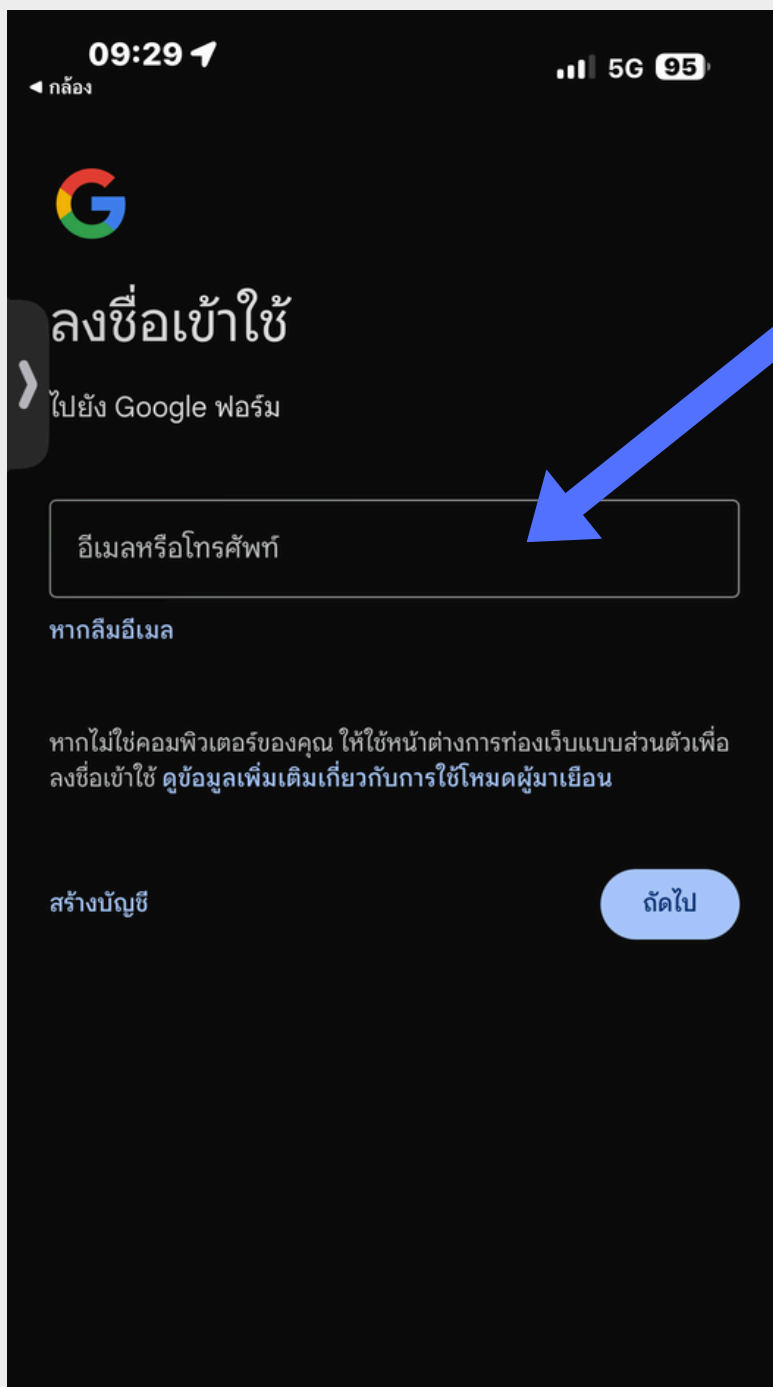 09:29
5G 95
◀ กล้อง
ลงชื่อเข้าใช้
ไปยัง Google ฟอร์ม
อีเมลหรือโทรศัพท์
หากลืมอีเมล
หากไม่ใช่คอมพิวเตอร์ของคุณ ให้ใช้หน้าต่างการท่องเว็บแบบส่วนตัวเพื่อ
ลงชื่อเข้าใช้ ดูข้อมูลเพิ่มเติมเกี่ยวกับการใช้โหมดผู้มาเยือน
สร้างบัญชี
ถัดไป